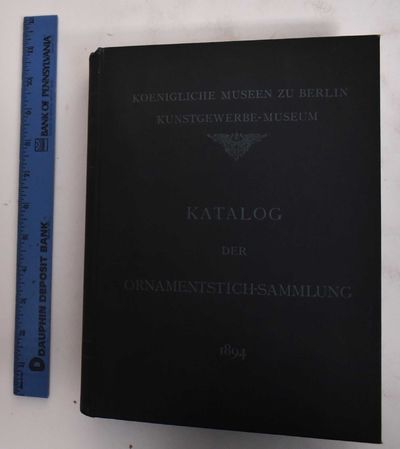 KOENIGLICHE MUSEEN ZU BERLIN
KUNSTGEWERBE-MUSEUM
KATALOG
DER
ORNAMENTSTICH-SAMMLUNG
1894
DAUPHIN DEPOSIT BANK
BANK OF PENNSYLVANIA